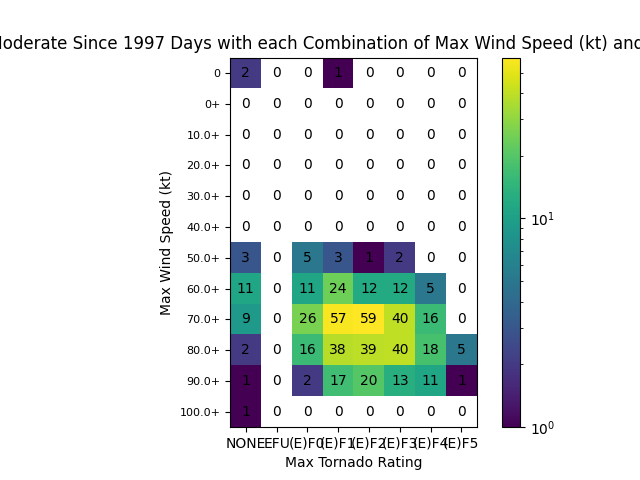 Moderate Since 1997 Days with each Combination of Max Wind Speed (kt) and
0 2 0 0 1 0 0 0 0
0+ 0 0 0 0 0 0 0 0
10.0+ 0 0 0 0 0 0 0 0
20.0+ 0 0 0 0 0 0 0 0
30.0+ 0 0 0 0 0 0 0 0
40.0+ 0 0 0 0 0 0 0 0
50.0+ 3 0 5 3 1 2 0 0
60.0+ 11 0 11 24 12 12 5 0
70.0+ 9 0 26 57 59 40 16 0
80.0+ 2 0 16 38 39 40 18 5
90.0+ 1 0 2 17 20 13 11 1
100.0+ 1 0 0 0 0 0 0 0
NONE EFU (E)F0 (E)F1 (E)F2 (E)F3 (E)F4 (E)F5
Max Tornado Rating
Max Wind Speed (kt)
10¹
10⁰